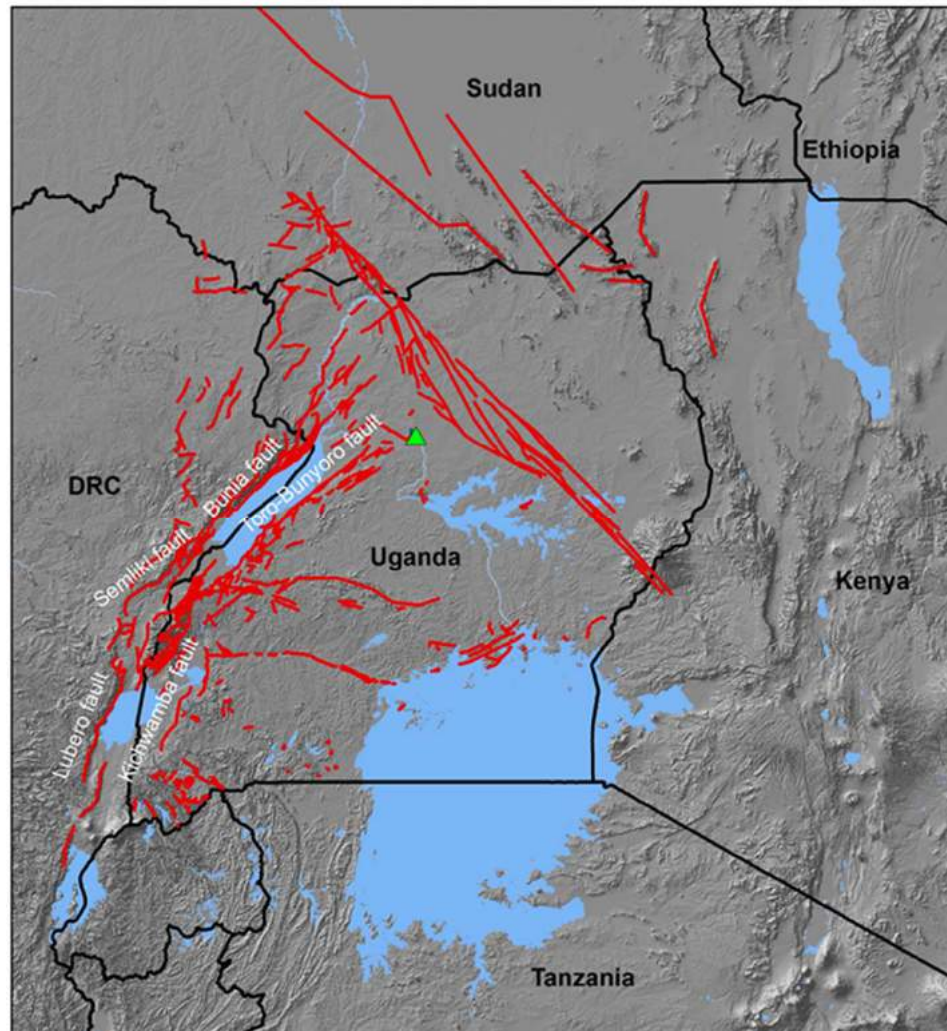 Sudan
Ethiopia
DRC
Bunia fault
Toro-Bunyoro fault
Semliki fault
Uganda
Kenya
Lubero fault
Kichwamba fault
Tanzania